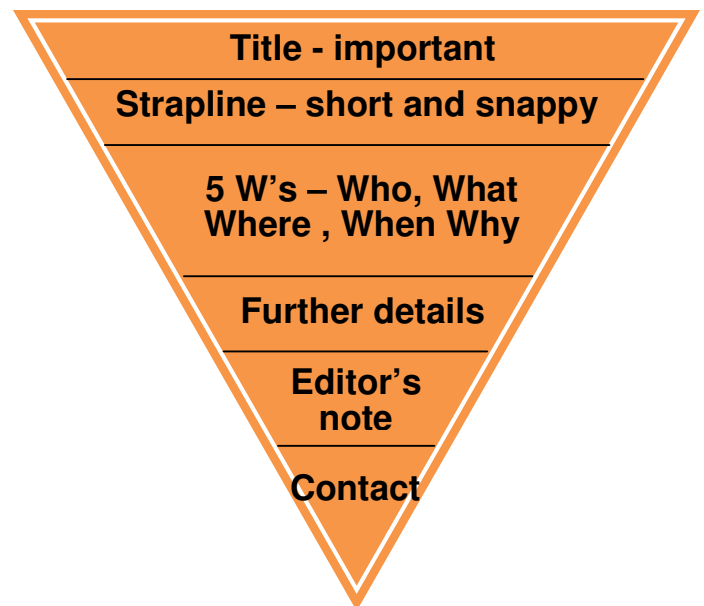 Title - important
Strapline – short and snappy
5 W’s – Who, What
Where , When Why
Further details
Editor’s
note
Contact